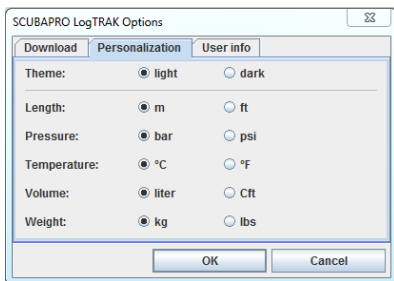 SCUBAPRO LogTRAK Options
Download Personalization User info
Theme: light dark
Length: m ft
Pressure: bar psi
Temperature: °C °F
Volume: liter Cft
Weight: kg lbs
OK Cancel